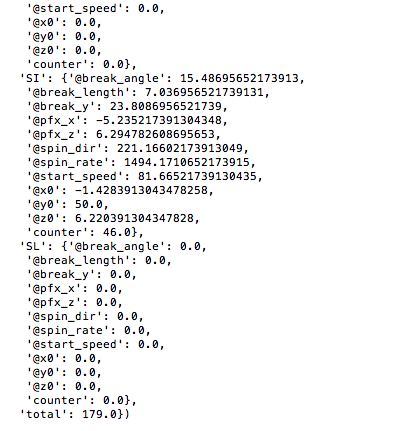 '@start_speed': 0.0,
'@x0': 0.0,
'@y0': 0.0,
'@z0': 0.0,
'counter': 0.0},
'SI': {'@break_angle': 15.48695652173913,
'@break_length': 7.036956521739131,
'@break_y': 23.8086956521739,
'@pfx_x': -5.235217391304348,
'@pfx_z': 6.294782608695653,
'@spin_dir': 221.16602173913049,
'@spin_rate': 1494.1710652173915,
'@start_speed': 81.66521739130435,
'@x0': -1.4283913043478258,
'@y0': 50.0,
'@z0': 6.220391304347828,
'counter': 46.0},
'SL': {'@break_angle': 0.0,
'@break_length': 0.0,
'@break_y': 0.0,
'@pfx_x': 0.0,
'@pfx_z': 0.0,
'@spin_dir': 0.0,
'@spin_rate': 0.0,
'@start_speed': 0.0,
'@x0': 0.0,
'@y0': 0.0,
'@z0': 0.0,
'counter': 0.0},
'total': 179.0})